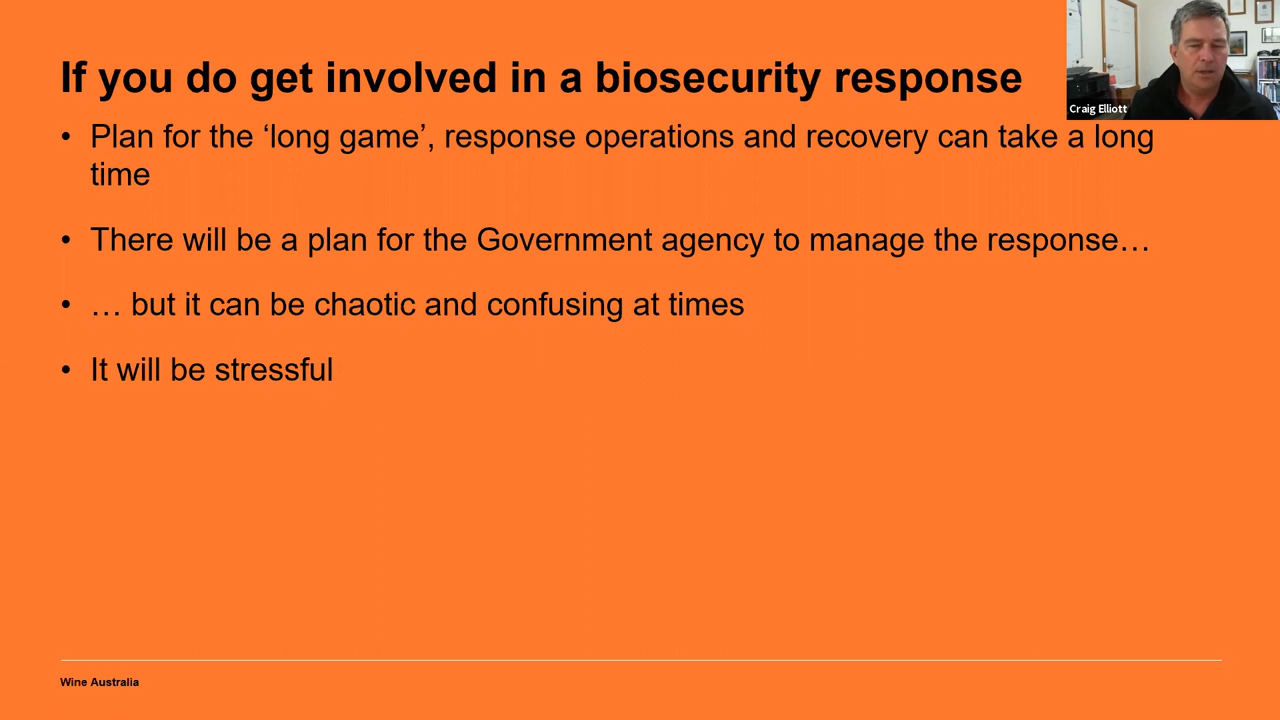 If you do get involved in a biosecurity response
Craig Elliott
• Plan for the ‘long game’, response operations and recovery can take a long
time
• There will be a plan for the Government agency to manage the response…
• … but it can be chaotic and confusing at times
• It will be stressful
Wine Australia